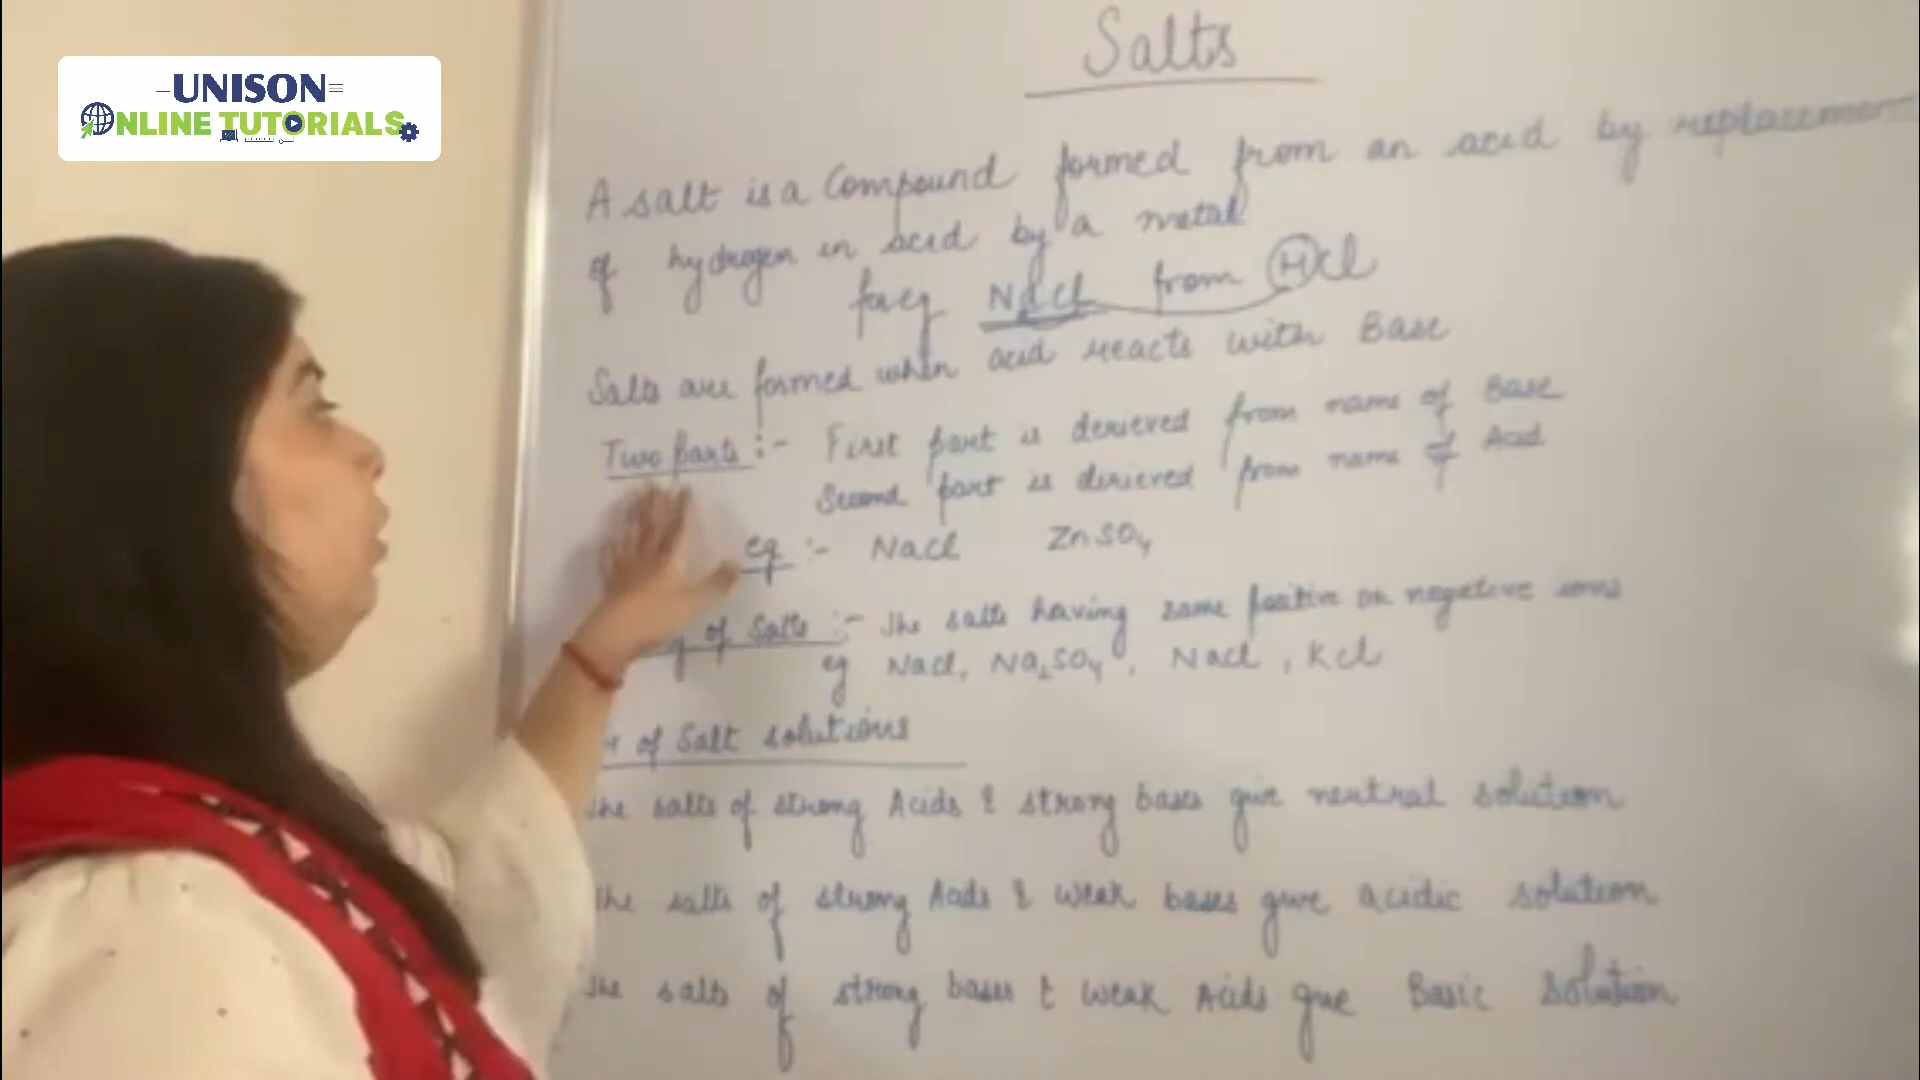 UNISON
ONLINE TUTORIALS
Salts
A salt is a Compound formed from an acid by replacement
of hydrogen in acid by a metal
for eg NaCl from HCl
Salts are formed when acid reacts with Base
Two parts :- First part is derieved from name of Base
Second part is derieved from name of Acid
eg :- NaCl ZnSO4
of Salts :- The salts having same positive or negative ions
eg NaCl, Na2SO4, NaCl, KCl
of Salt solutions
The salts of strong Acids & strong bases give neutral solution
The salts of strong Acids & weak bases give acidic solution
The salts of strong bases & weak Acids give Basic solution